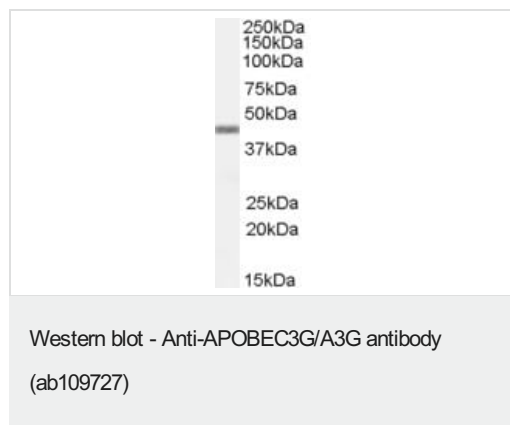 250kDa
150kDa
100kDa
75kDa
50kDa
37kDa
25kDa
20kDa
15kDa
Western blot - Anti-APOBEC3G/A3G antibody
(ab109727)